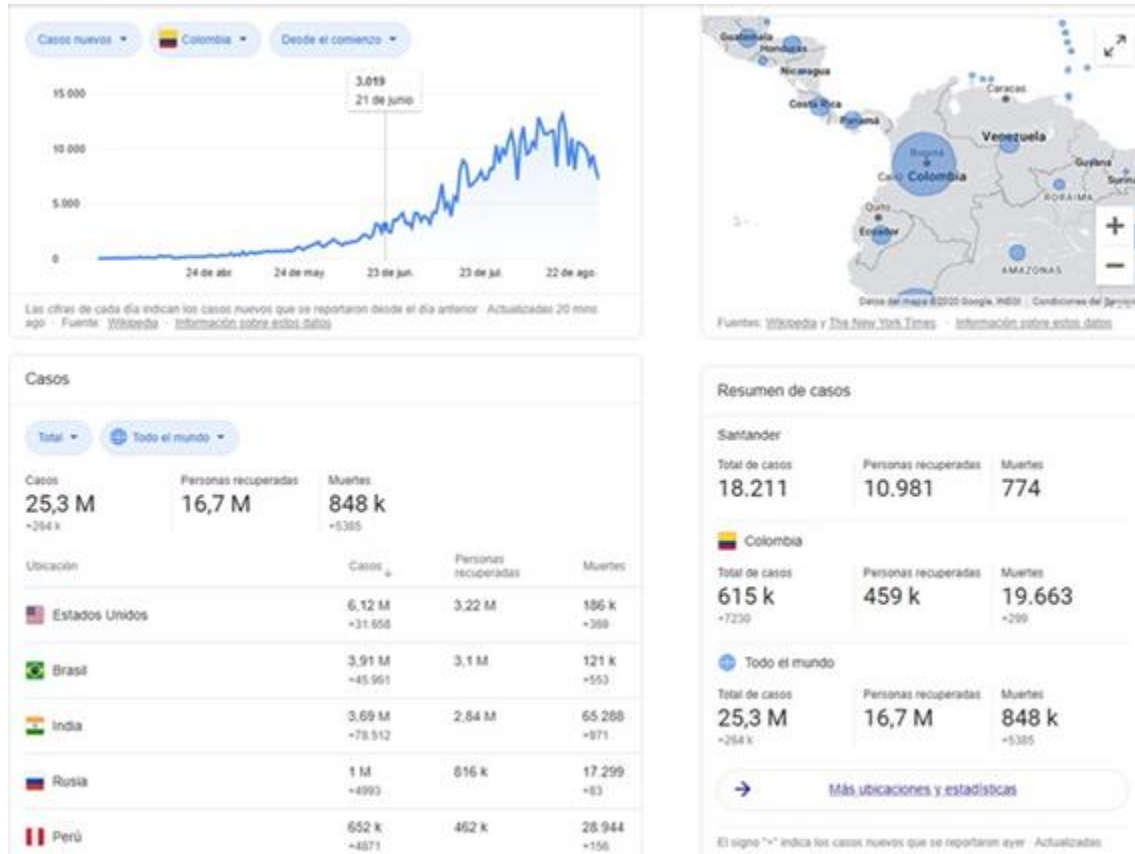 Casos nuevos
Colombia
Desde el comienzo
3.019
21 de junio
15.000
10.000
5.000
0
24 de abr.
24 de may.
23 de jun.
23 de jul.
22 de ago.
Las cifras de cada día indican los casos nuevos que se reportaron desde el día anterior · Actualizadas 20 mins
ago · Fuente: Wikipedia · Información sobre estos datos
Guatemala
Honduras
Nicaragua
Costa Rica
Panamá
Caracas
Venezuela
Guyana
Bogotá
Cali
Colombia
RORAIMA
Quito
Ecuador
AMAZONAS
Datos del mapa ©2020 Google, INEGI
Condiciones del
Fuentes: Wikipedia y The New York Times · Información sobre estos datos
Casos
Total
Todo el mundo
Casos Personas recuperadas Muertes
25,3 M 16,7 M 848 k
+264 k +5385
Ubicación Casos Personas recuperadas Muertes
Estados Unidos 6,12 M 3,22 M 186 k
+31.658
Brasil 3,91 M 3,1 M 121 k
+45.961 +553
India 3,69 M 2,84 M 65.288
+78.512 +971
Rusia 1 M 816 k 17.299
+4993 +83
Perú 652 k 462 k 28.944
+4871 +156
Resumen de casos
Santander
Total de casos Personas recuperadas Muertes
18.211 10.981 774
Colombia
Total de casos Personas recuperadas Muertes
615 k 459 k 19.663
+7230 +299
Todo el mundo
Total de casos Personas recuperadas Muertes
25,3 M 16,7 M 848 k
+264 k +5385
Más ubicaciones y estadísticas
El signo "+" indica los casos nuevos que se reportaron ayer · Actualizadas